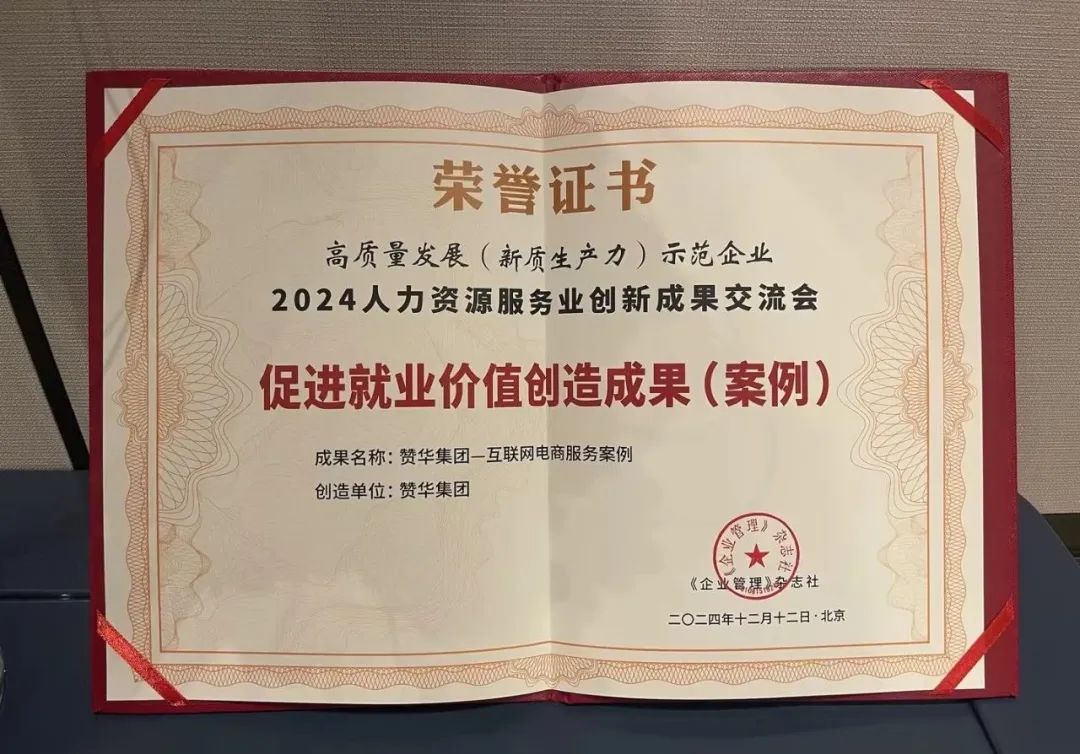 荣誉证书
高质量发展（新质生产力）示范企业
2024人力资源服务业创新成果交流会
促进就业价值创造成果（案例）
成果名称：赞华集团—互联网电商服务案例
创造单位：赞华集团
《企业管理》杂志社
《企业管理》杂志社
二〇二四年十二月十二日·北京